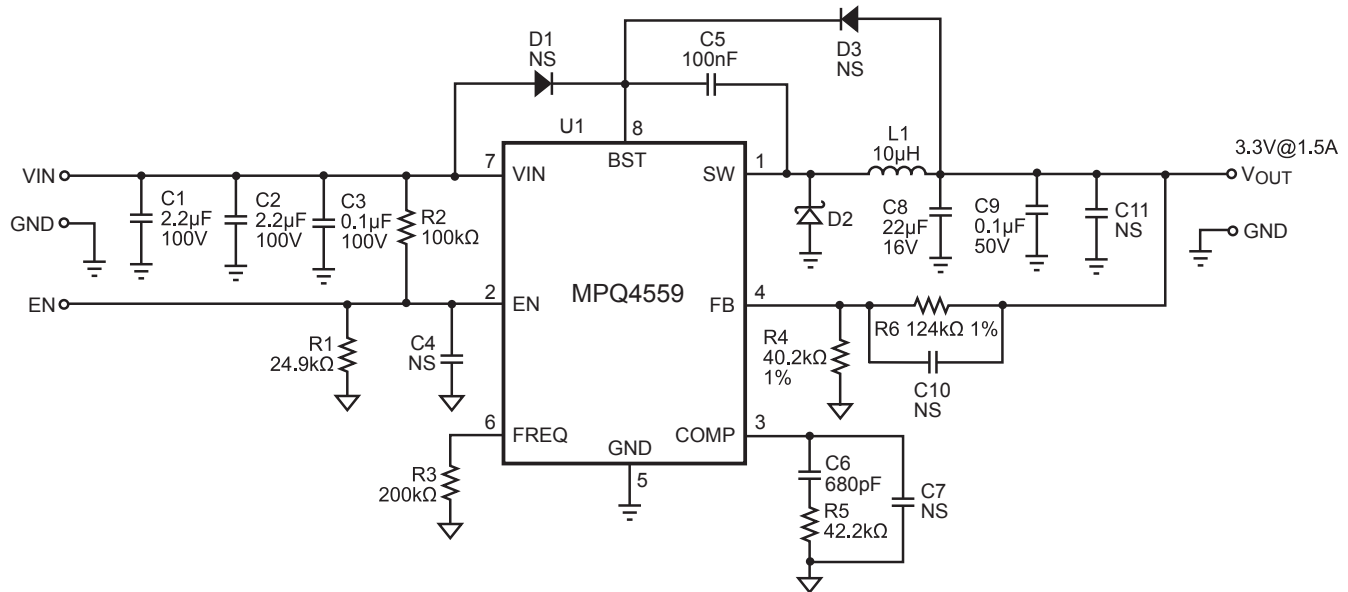 D1
NS
C5
100nF
D3
NS
U1
8
BST
7
VIN
SW
1
L1
10µH
3.3V@1.5A
VOUT
VIN
GND
C1
2.2µF
100V
C2
2.2µF
100V
C3
0.1µF
100V
R2
100kΩ
D2
C8
22µF
16V
C9
0.1µF
50V
C11
NS
GND
EN
2
EN
MPQ4559
FB
4
R1
24.9kΩ
C4
NS
R4
40.2kΩ
1%
R6 124kΩ 1%
C10
NS
6
FREQ
GND
5
COMP
3
R3
200kΩ
C6
680pF
R5
42.2kΩ
C7
NS